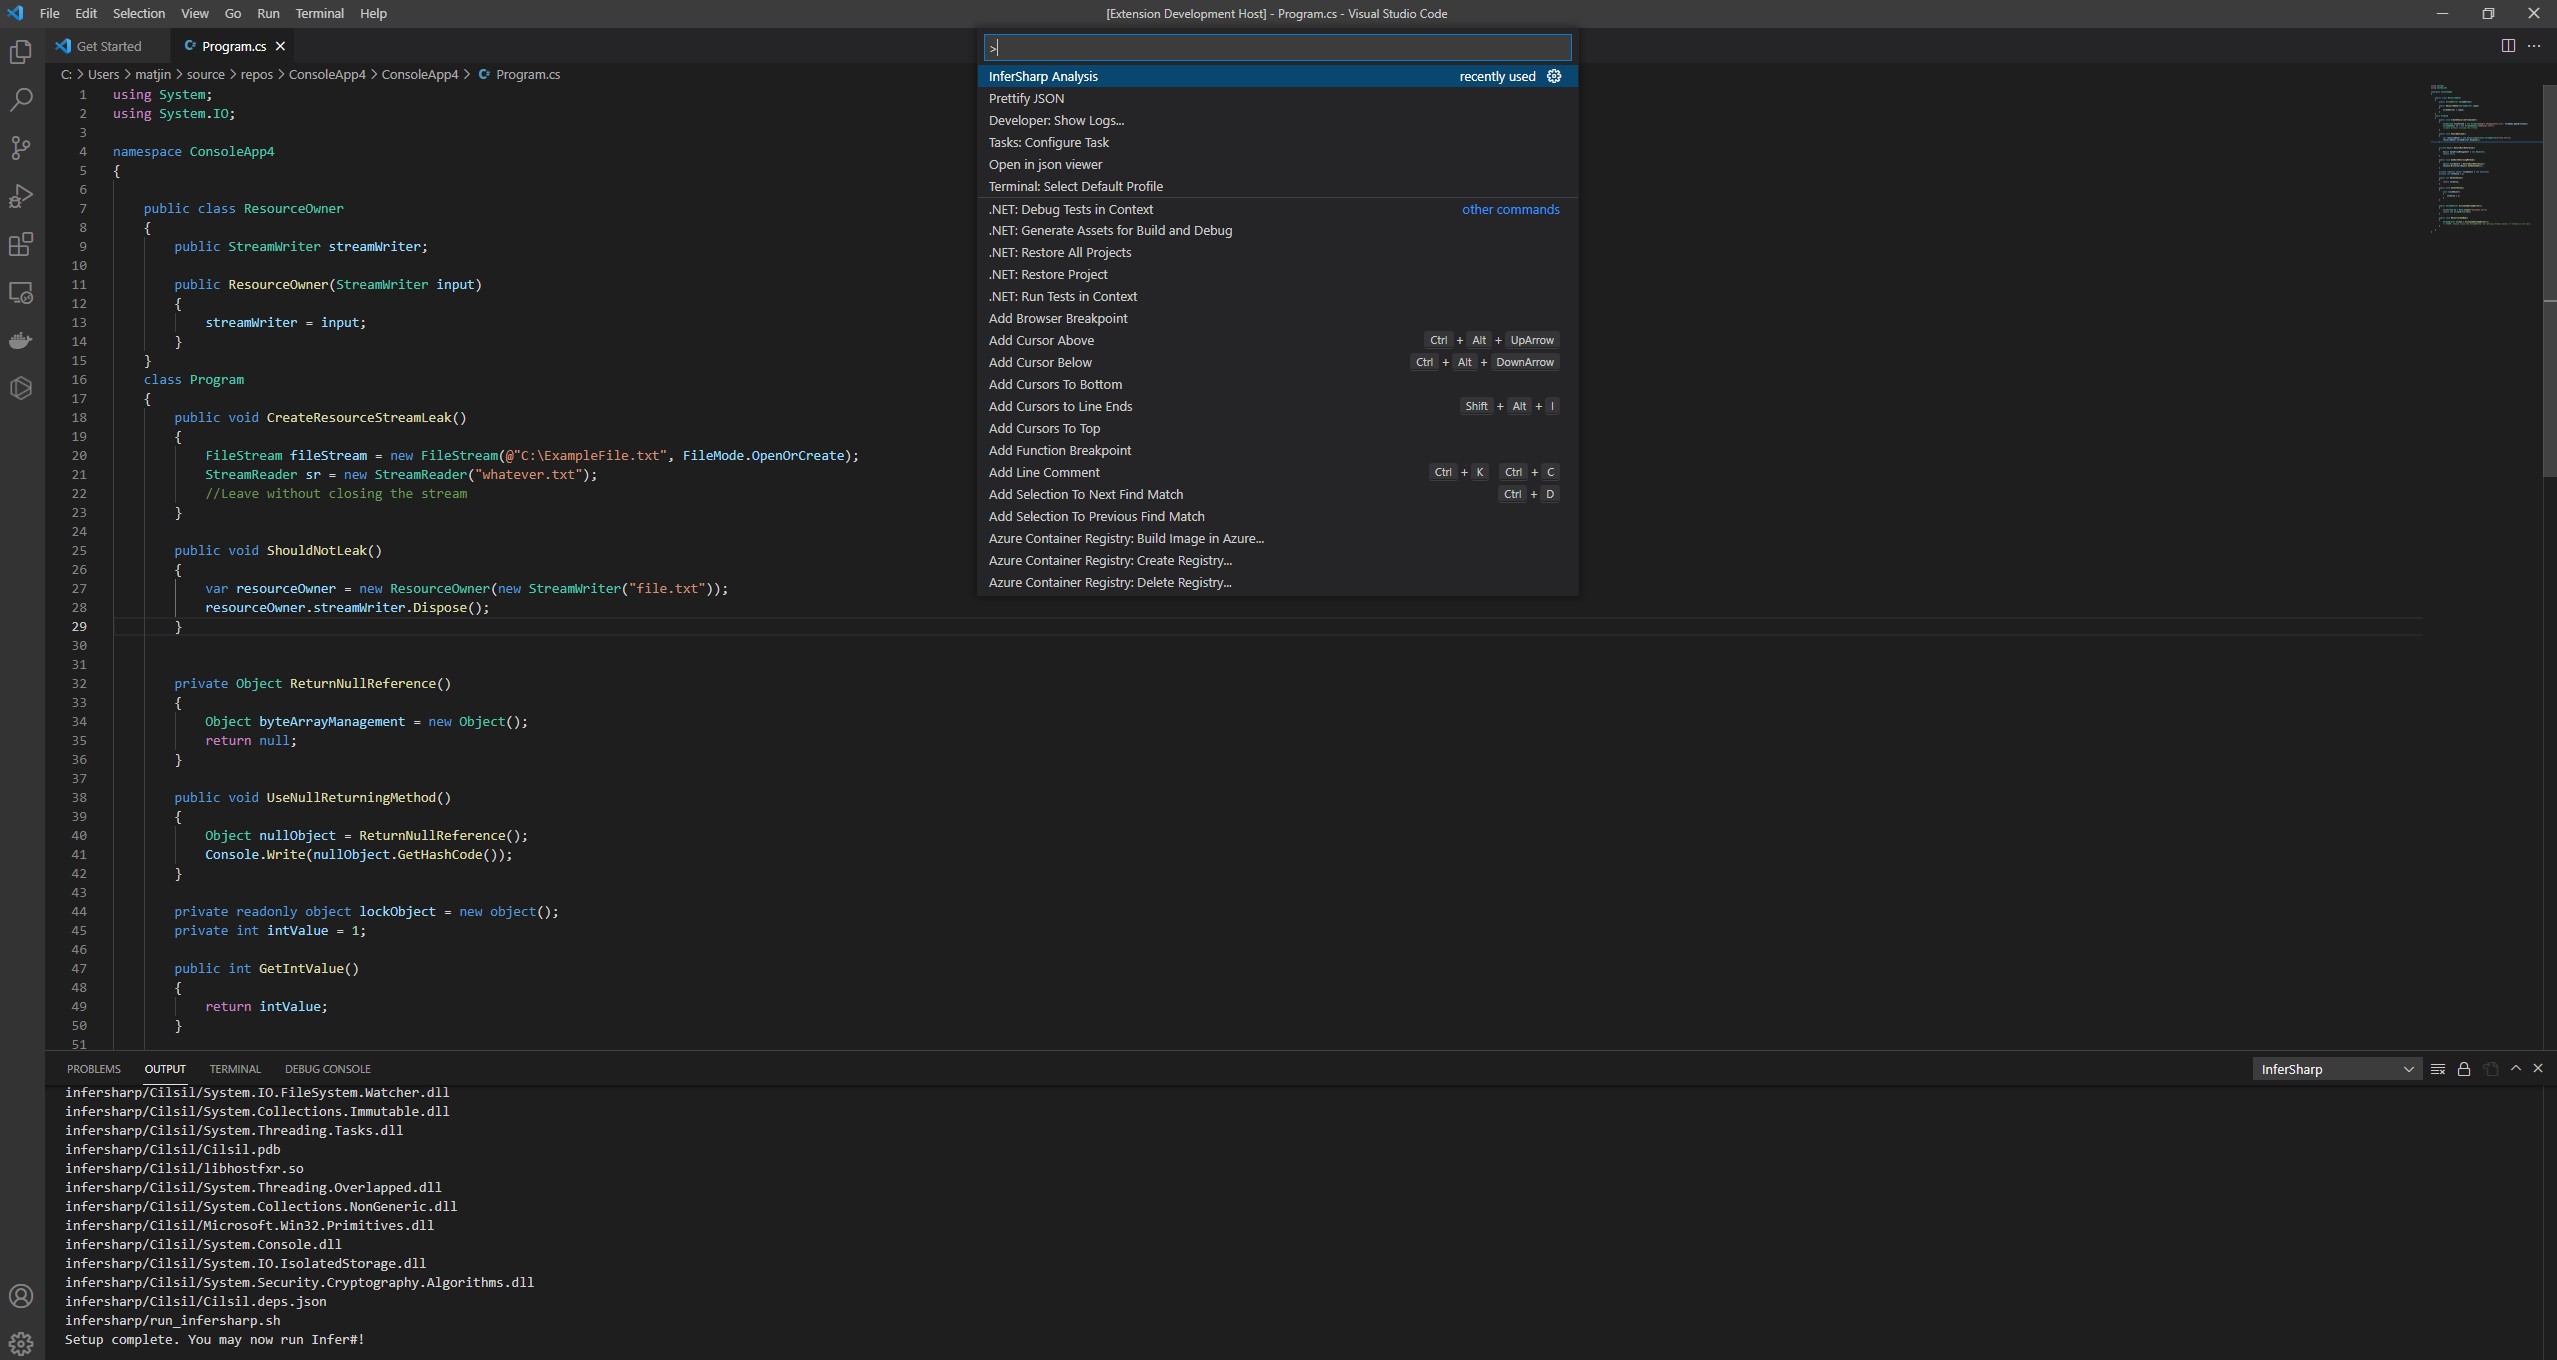 File Edit Selection View Go Run Terminal Help
[Extension Development Host] - Program.cs - Visual Studio Code
Get Started
Program.cs
C: > Users > matjin > source > repos > ConsoleApp4 > ConsoleApp4 > Program.cs
1 using System;
2 using System.IO;
3
4 namespace ConsoleApp4
5 {
6
7 public class ResourceOwner
8 {
9 public StreamWriter streamWriter;
10
11 public ResourceOwner(StreamWriter input)
12 {
13 streamWriter = input;
14 }
15 }
16 class Program
17 {
18 public void CreateResourceStreamLeak()
19 {
20 FileStream fileStream = new FileStream(@"C:\ExampleFile.txt", FileMode.OpenOrCreate);
21 StreamReader sr = new StreamReader("whatever.txt");
22 //Leave without closing the stream
23 }
24
25 public void ShouldNotLeak()
26 {
27 var resourceOwner = new ResourceOwner(new StreamWriter("file.txt"));
28 resourceOwner.streamWriter.Dispose();
29 }
30
31
32 private Object ReturnNullReference()
33 {
34 Object byteArrayManagement = new Object();
35 return null;
36 }
37
38 public void UseNullReturningMethod()
39 {
40 Object nullObject = ReturnNullReference();
41 Console.Write(nullObject.GetHashCode());
42 }
43
44 private readonly object lockObject = new object();
45 private int intValue = 1;
46
47 public int GetIntValue()
48 {
49 return intValue;
50 }
51
>
InferSharp Analysis recently used
Prettify JSON
Developer: Show Logs...
Tasks: Configure Task
Open in json viewer
Terminal: Select Default Profile
.NET: Debug Tests in Context other commands
.NET: Generate Assets for Build and Debug
.NET: Restore All Projects
.NET: Restore Project
.NET: Run Tests in Context
Add Browser Breakpoint
Add Cursor Above Ctrl + Alt + UpArrow
Add Cursor Below Ctrl + Alt + DownArrow
Add Cursors To Bottom
Add Cursors to Line Ends Shift + Alt + I
Add Cursors To Top
Add Function Breakpoint
Add Line Comment Ctrl + K Ctrl + C
Add Selection To Next Find Match Ctrl + D
Add Selection To Previous Find Match
Azure Container Registry: Build Image in Azure...
Azure Container Registry: Create Registry...
Azure Container Registry: Delete Registry...
PROBLEMS OUTPUT TERMINAL DEBUG CONSOLE
InferSharp
infersharp/Cilsil/System.IO.FileSystem.Watcher.dll
infersharp/Cilsil/System.Collections.Immutable.dll
infersharp/Cilsil/System.Threading.Tasks.dll
infersharp/Cilsil/Cilsil.pdb
infersharp/Cilsil/libhostfxr.so
infersharp/Cilsil/System.Threading.Overlapped.dll
infersharp/Cilsil/System.Collections.NonGeneric.dll
infersharp/Cilsil/Microsoft.Win32.Primitives.dll
infersharp/Cilsil/System.Console.dll
infersharp/Cilsil/System.IO.IsolatedStorage.dll
infersharp/Cilsil/System.Security.Cryptography.Algorithms.dll
infersharp/Cilsil/Cilsil.deps.json
infersharp/run_infersharp.sh
Setup complete. You may now run Infer#!